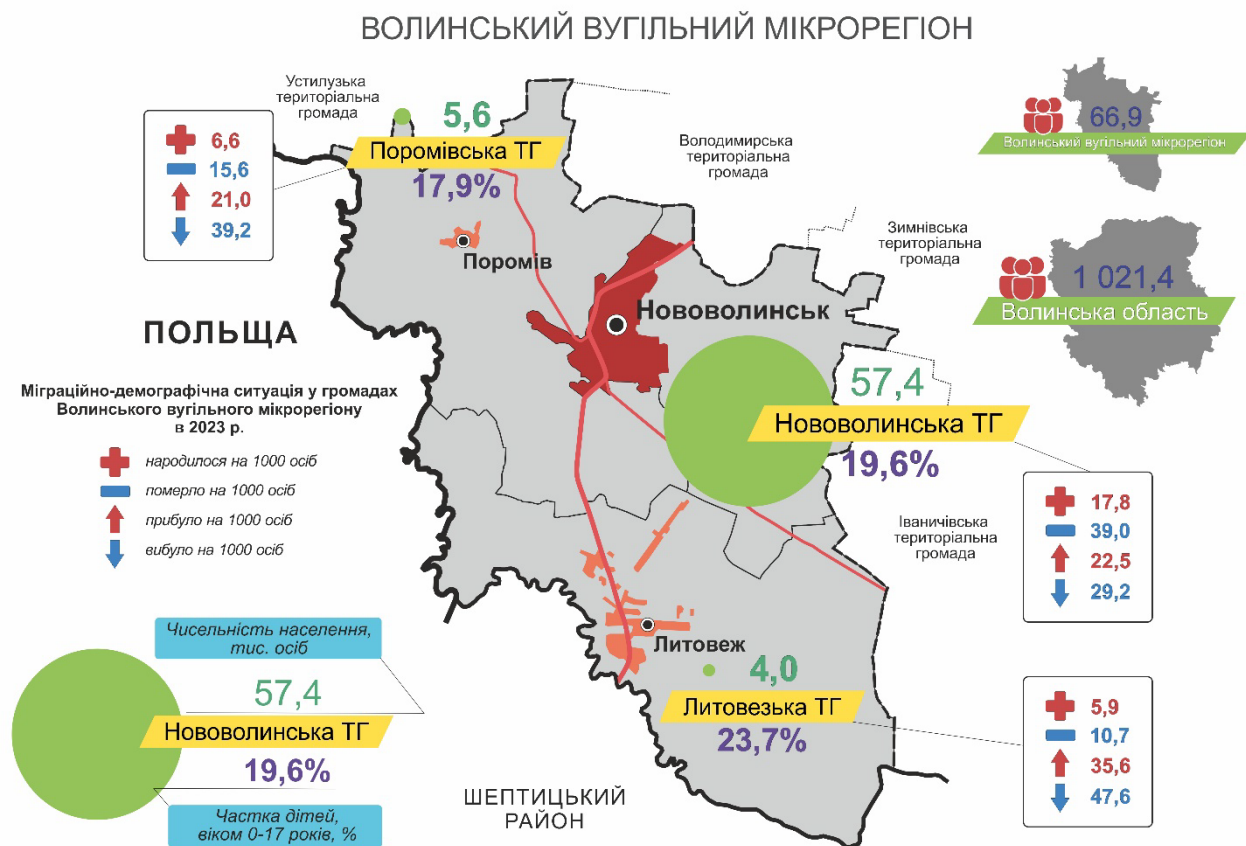 ВОЛИНСЬКИЙ ВУГІЛЬНИЙ МІКРОРЕГІОН
Устилузька
територіальна
громада
6,6
15,6
21,0
39,2
5,6
Поромівська ТГ
17,9%
Володимирська
територіальна
громада
66,9
Волинський вугільний мікрорегіон
Зимнівська
територіальна
громада
1 021,4
Волинська область
Поромів
Нововолинськ
ПОЛЬЩА
Міграційно-демографічна ситуація у громадах
Волинського вугільного мікрорегіону
в 2023 р.
народилося на 1000 осіб
померло на 1000 осіб
прибуло на 1000 осіб
вибуло на 1000 осіб
57,4
Нововолинська ТГ
19,6%
17,8
39,0
22,5
29,2
Іваничівська
територіальна
громада
Литовеж
4,0
Литовезька ТГ
23,7%
5,9
10,7
35,6
47,6
Чисельність населення,
тис. осіб
57,4
Нововолинська ТГ
19,6%
Частка дітей,
віком 0-17 років, %
ШЕПТИЦЬКИЙ
РАЙОН